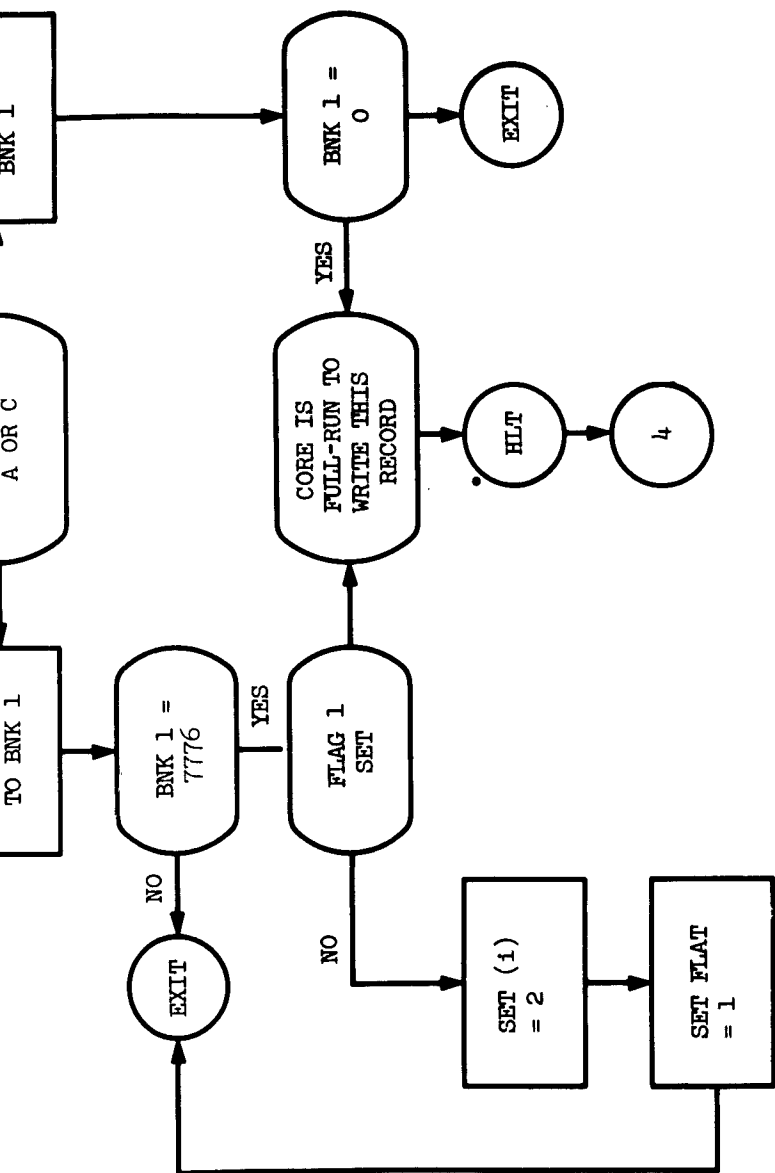 BNK 1
A OR C
TO BNK 1
BNK 1 =
0
EXIT
YES
CORE IS
FULL-RUN TO
WRITE THIS
RECORD
HLT
4
BNK 1 =
7776
YES
NO
EXIT
FLAG 1
SET
NO
SET (i)
= 2
SET FLAT
= 1